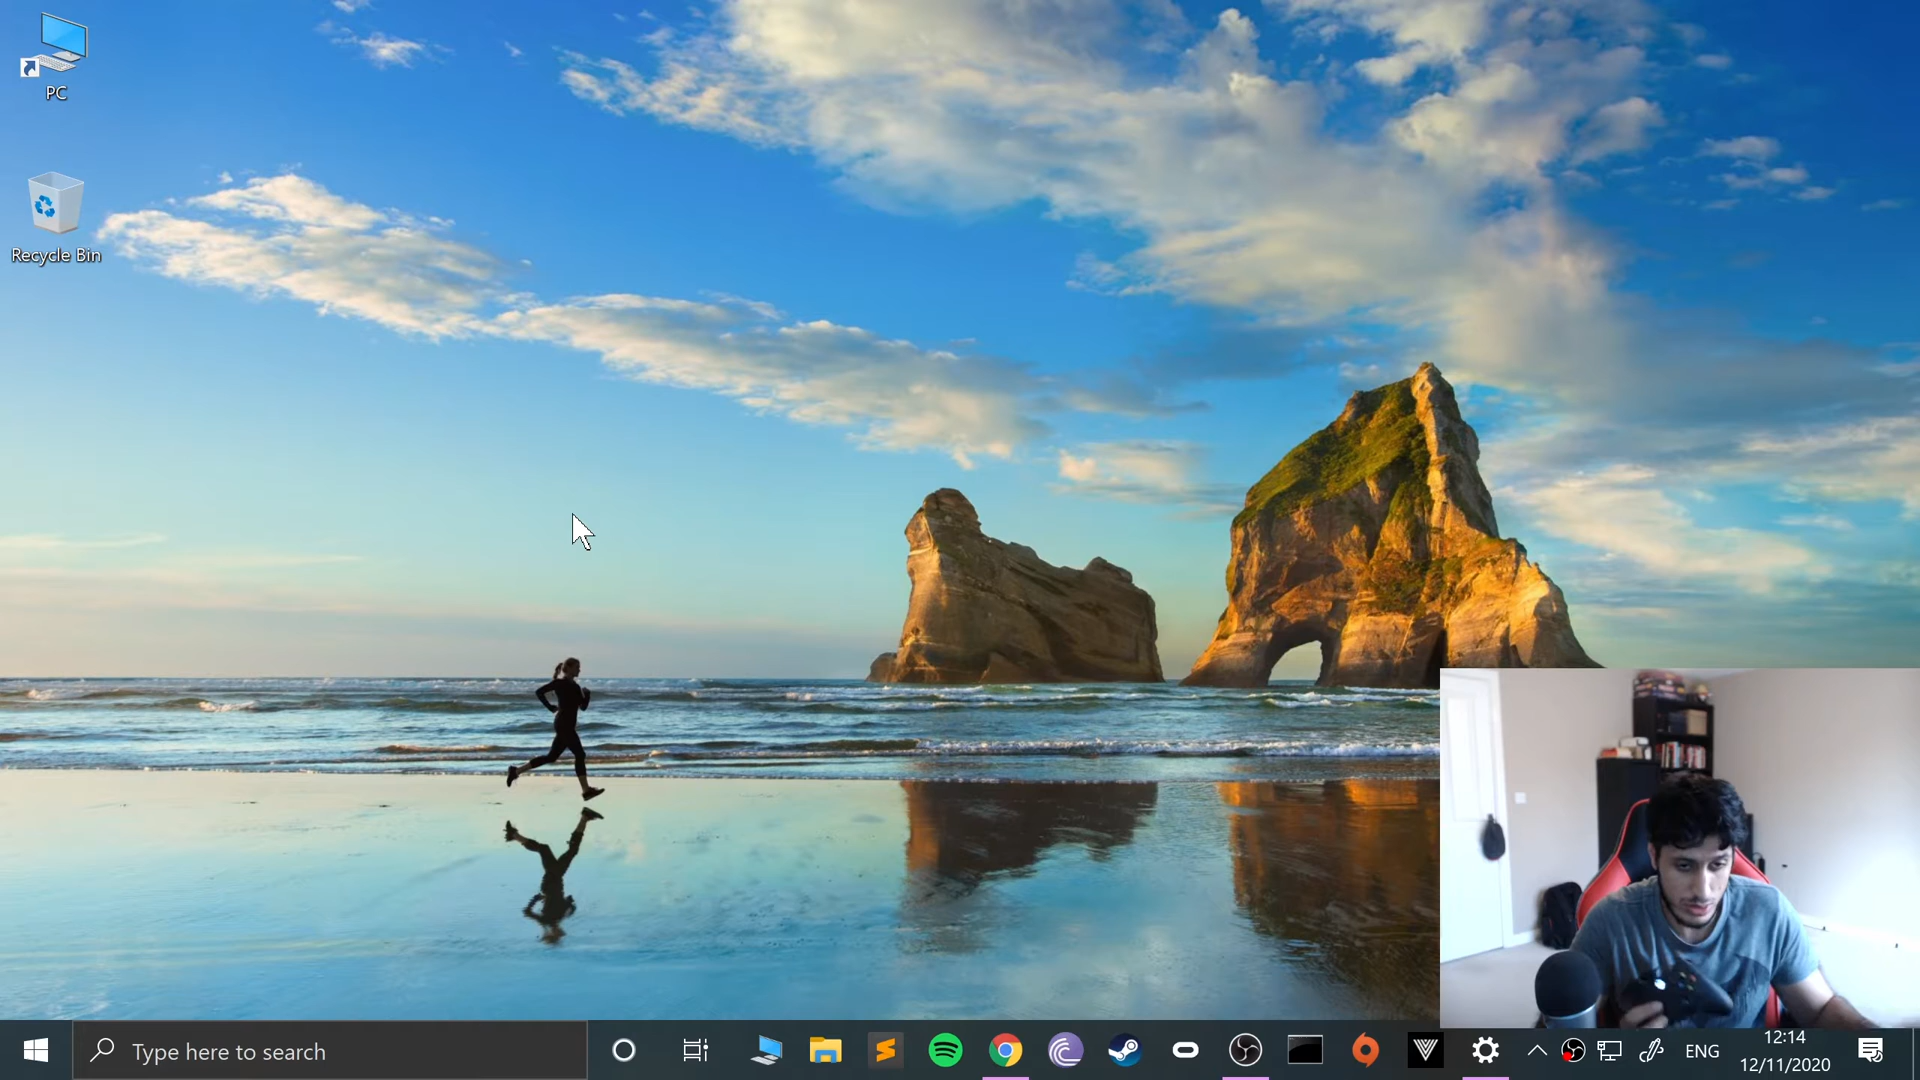 PC
Recycle Bin
Type here to search
ENG
12:14
12/11/2020